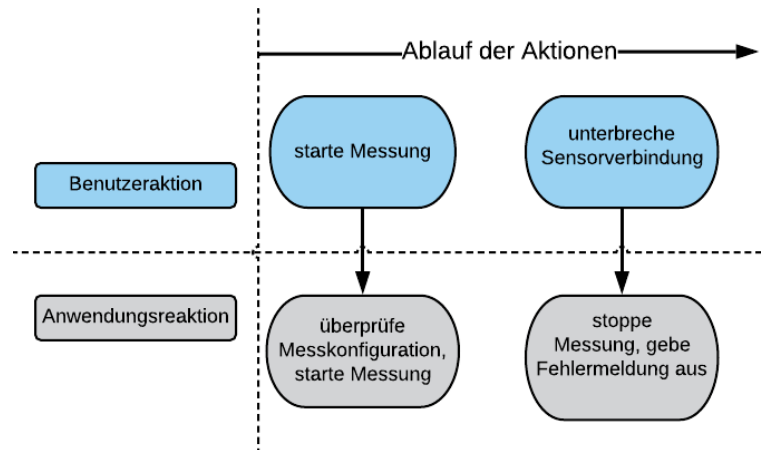 Ablauf der Aktionen
starte Messung
unterbreche
Sensorverbindung
Benutzeraktion
Anwendungsreaktion
überprüfe
Messkonfiguration,
starte Messung
stoppe
Messung, gebe
Fehlermeldung aus